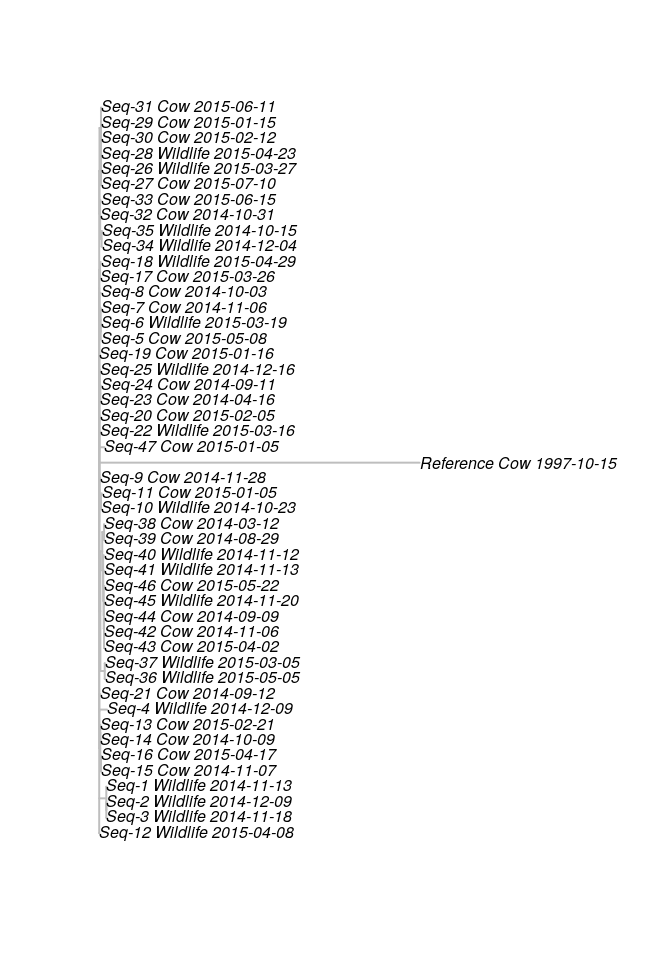 Seq-31 Cow 2015-06-11
Seq-29 Cow 2015-01-15
Seq-30 Cow 2015-02-12
Seq-28 Wildlife 2015-04-23
Seq-26 Wildlife 2015-03-27
Seq-27 Cow 2015-07-10
Seq-33 Cow 2015-06-15
Seq-32 Cow 2014-10-31
Seq-35 Wildlife 2014-10-15
Seq-34 Wildlife 2014-12-04
Seq-18 Wildlife 2015-04-29
Seq-17 Cow 2015-03-26
Seq-8 Cow 2014-10-03
Seq-7 Cow 2014-11-06
Seq-6 Wildlife 2015-03-19
Seq-5 Cow 2015-05-08
Seq-19 Cow 2015-01-16
Seq-25 Wildlife 2014-12-16
Seq-24 Cow 2014-09-11
Seq-23 Cow 2014-04-16
Seq-20 Cow 2015-02-05
Seq-22 Wildlife 2015-03-16
Seq-47 Cow 2015-01-05
Reference Cow 1997-10-15
Seq-9 Cow 2014-11-28
Seq-11 Cow 2015-01-05
Seq-10 Wildlife 2014-10-23
Seq-38 Cow 2014-03-12
Seq-39 Cow 2014-08-29
Seq-40 Wildlife 2014-11-12
Seq-41 Wildlife 2014-11-13
Seq-46 Cow 2015-05-22
Seq-45 Wildlife 2014-11-20
Seq-44 Cow 2014-09-09
Seq-42 Cow 2014-11-06
Seq-43 Cow 2015-04-02
Seq-37 Wildlife 2015-03-05
Seq-36 Wildlife 2015-05-05
Seq-21 Cow 2014-09-12
Seq-4 Wildlife 2014-12-09
Seq-13 Cow 2015-02-21
Seq-14 Cow 2014-10-09
Seq-16 Cow 2015-04-17
Seq-15 Cow 2014-11-07
Seq-1 Wildlife 2014-11-13
Seq-2 Wildlife 2014-12-09
Seq-3 Wildlife 2014-11-18
Seq-12 Wildlife 2015-04-08